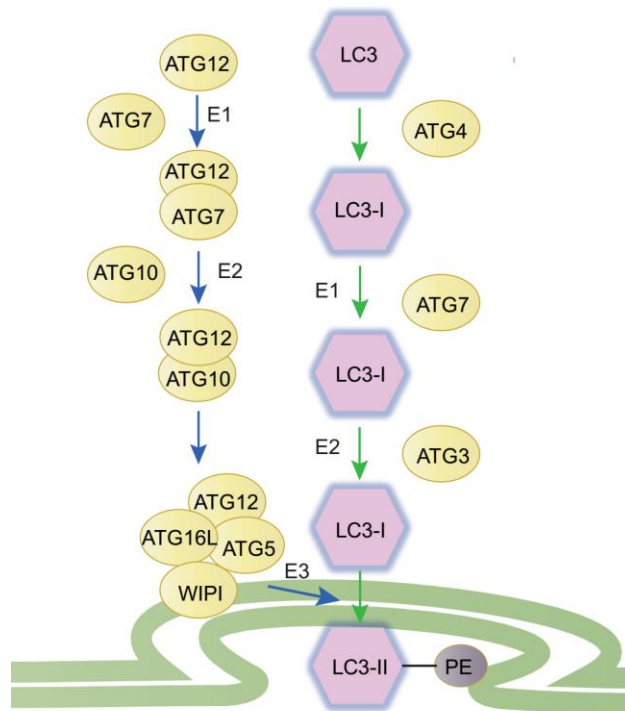 ATG12
ATG7
E1
ATG12
ATG7
ATG10
E2
ATG12
ATG10
ATG12
ATG16L
ATG5
WIPI
E3
LC3
ATG4
LC3-I
E1
ATG7
LC3-I
E2
ATG3
LC3-I
LC3-II
PE